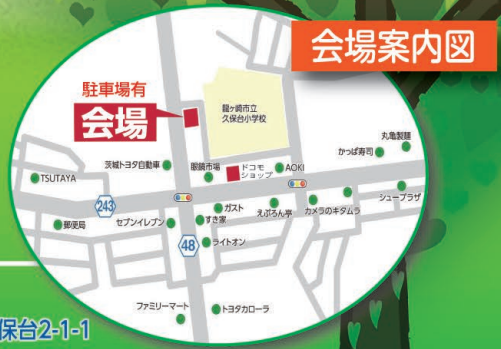 会場案内図
駐車場有
会場
龍ヶ崎市立
久保台小学校
丸亀製麺
かっぱ寿司
茨城トヨタ自動車
眼鏡市場
ドコモ
ショップ
AOKI
TSUTAYA
シュープラザ
243
ガスト
えぷろん亭
カメラのキタムラ
郵便局
セブンイレブン
すき家
48
ライトオン
ファミリーマート
トヨタカローラ
保台2-1-1